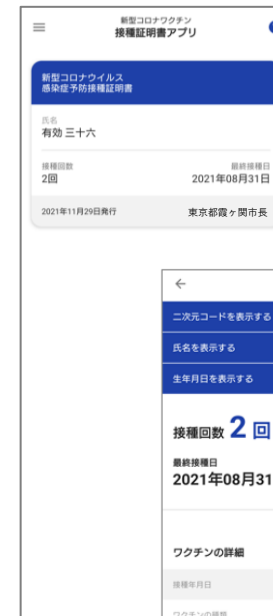 新型コロナワクチン
接種証明書アプリ
新型コロナウイルス
感染症予防接種証明書
氏名
有効 三十六
接種回数
最終接種日
2回
2021年08月31日
2021年11月29日発行
東京都霞ヶ関市長
二次元コードを表示する
氏名を表示する
生年月日を表示する
接種回数 2 回
最終接種日
2021年08月31
ワクチンの詳細
接種年月日
ワクチンの種類